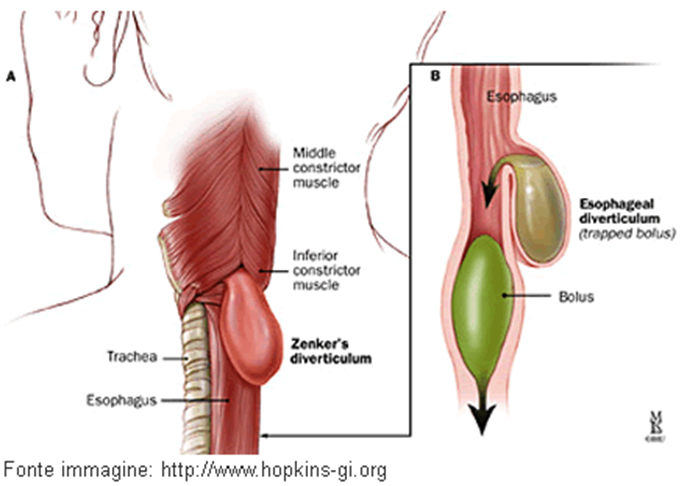 A
Middle
constrictor
muscle
Inferior
constrictor
muscle
Zenker's
diverticulum
Trachea
Esophagus
B
Esophagus
Esophageal
diverticulum
(trapped bolus)
Bolus
Fonte immagine: http://www.hopkins-gi.org